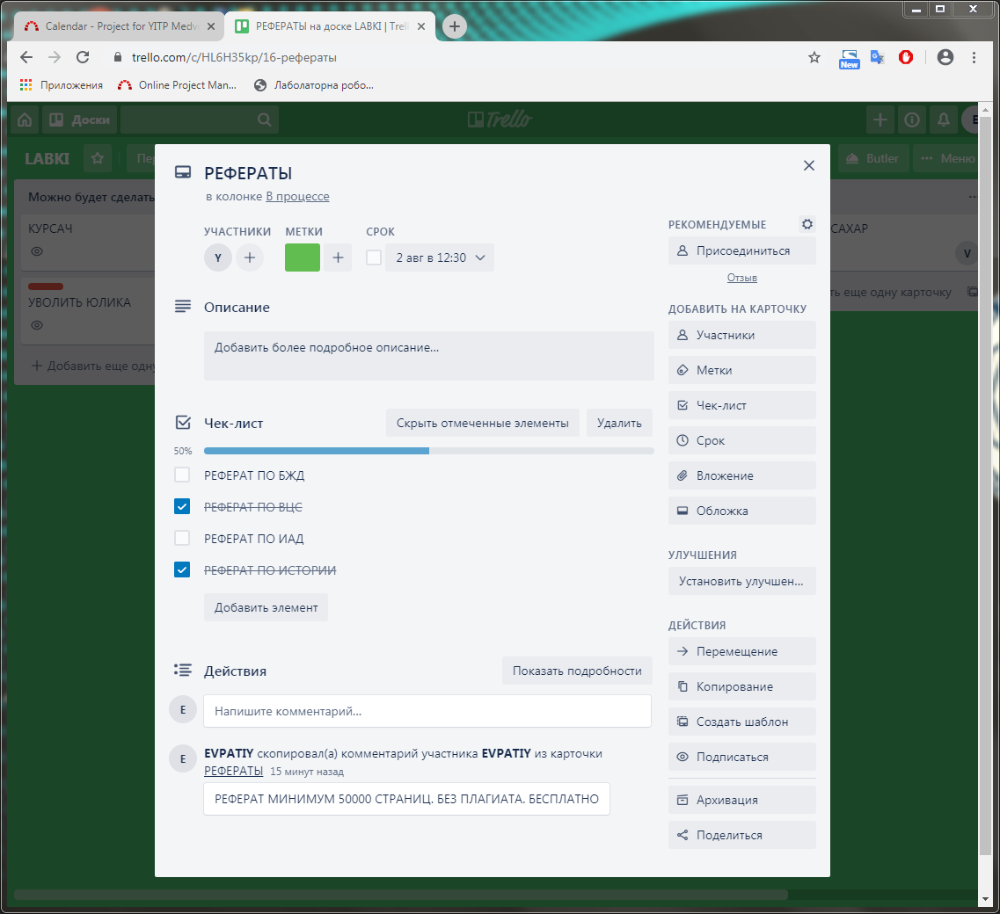 Calendar - Project for YITP Medv
РЕФЕРАТЫ на доске LABKI | Trell
trello.com/c/HL6H35kp/16-рефераты
New
Приложения
Online Project Man...
Лаболаторна робо...
Доски
Trello
E
LABKI
Butler
Меню
Можно будет сделать
КУРСАЧ
УВОЛИТЬ ЮЛИКА
Добавить еще одну
САХАР
V
ть еще одну карточку
РЕФЕРАТЫ
в колонке В процессе
УЧАСТНИКИ
МЕТКИ
СРОК
Y
2 авг в 12:30
Описание
Добавить более подробное описание...
Чек-лист
Скрыть отмеченные элементы
Удалить
50%
РЕФЕРАТ ПО БЖД
РЕФЕРАТ ПО ВЦС
РЕФЕРАТ ПО ИАД
РЕФЕРАТ ПО ИСТОРИИ
Добавить элемент
Действия
Показать подробности
E
Напишите комментарий...
E
EVPATIY скопировал(а) комментарий участника EVPATIY из карточки
РЕФЕРАТЫ 15 минут назад
РЕФЕРАТ МИНИМУМ 50000 СТРАНИЦ. БЕЗ ПЛАГИАТА. БЕСПЛАТНО
РЕКОМЕНДУЕМЫЕ
Присоединиться
Отзыв
ДОБАВИТЬ НА КАРТОЧКУ
Участники
Метки
Чек-лист
Срок
Вложение
Обложка
УЛУЧШЕНИЯ
Установить улучшен...
ДЕЙСТВИЯ
Перемещение
Копирование
Создать шаблон
Подписаться
Архивация
Поделиться